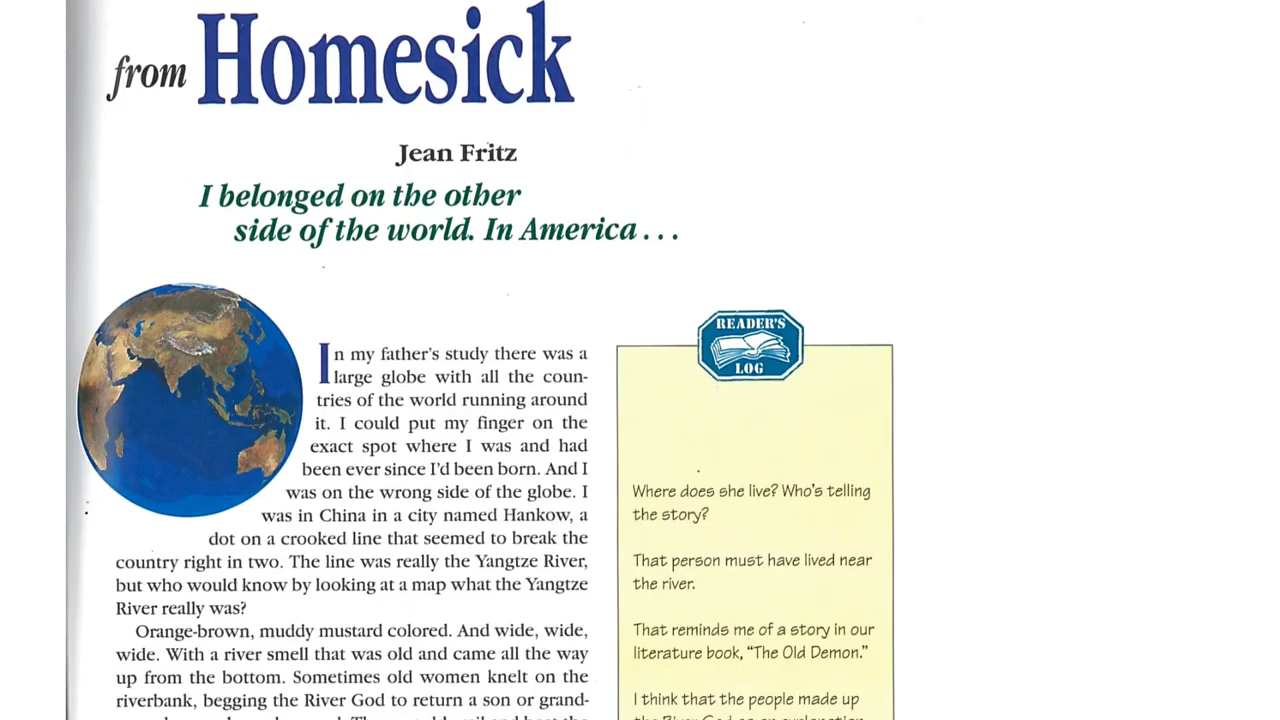 from Homesick
Jean Fritz
I belonged on the other
side of the world. In America . . .
In my father's study there was a
large globe with all the coun-
tries of the world running around
it. I could put my finger on the
exact spot where I was and had
been ever since I'd been born. And I
was on the wrong side of the globe. I
was in China in a city named Hankow, a
dot on a crooked line that seemed to break the
country right in two. The line was really the Yangtze River,
but who would know by looking at a map what the Yangtze
River really was?
Orange-brown, muddy mustard colored. And wide, wide,
wide. With a river smell that was old and came all the way
up from the bottom. Sometimes old women knelt on the
riverbank, begging the River God to return a son or grand-
READER'S
LOG
Where does she live? Who's telling
the story?
That person must have lived near
the river.
That reminds me of a story in our
literature book, "The Old Demon."
I think that the people made up